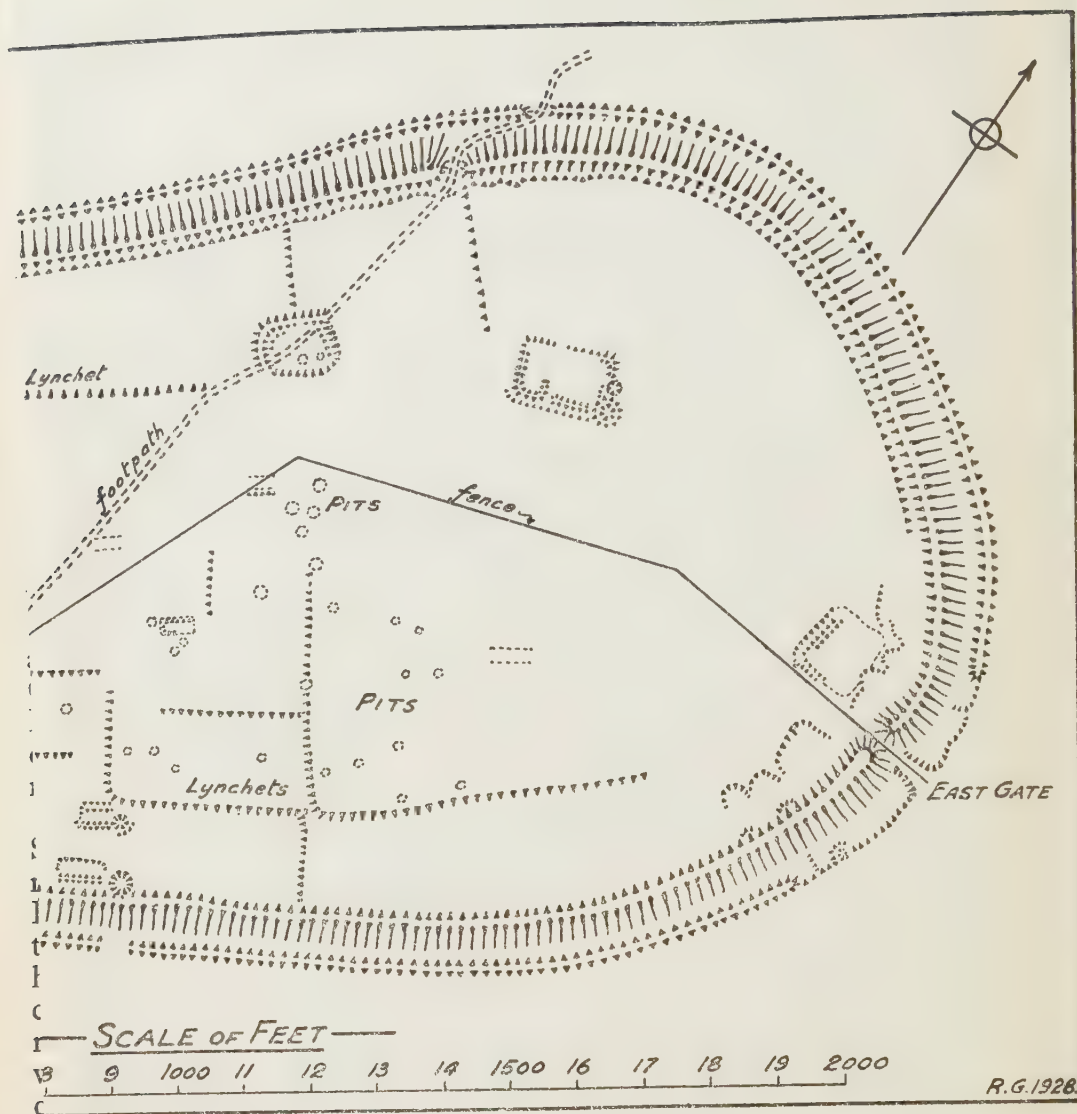 Lynchet
footpath
fence
PITS
PITS
Lynchets
EAST GATE
SCALE OF FEET
8 9 1000 11 12 13 14 1500 16 17 18 19 2000
R.G. 1928.